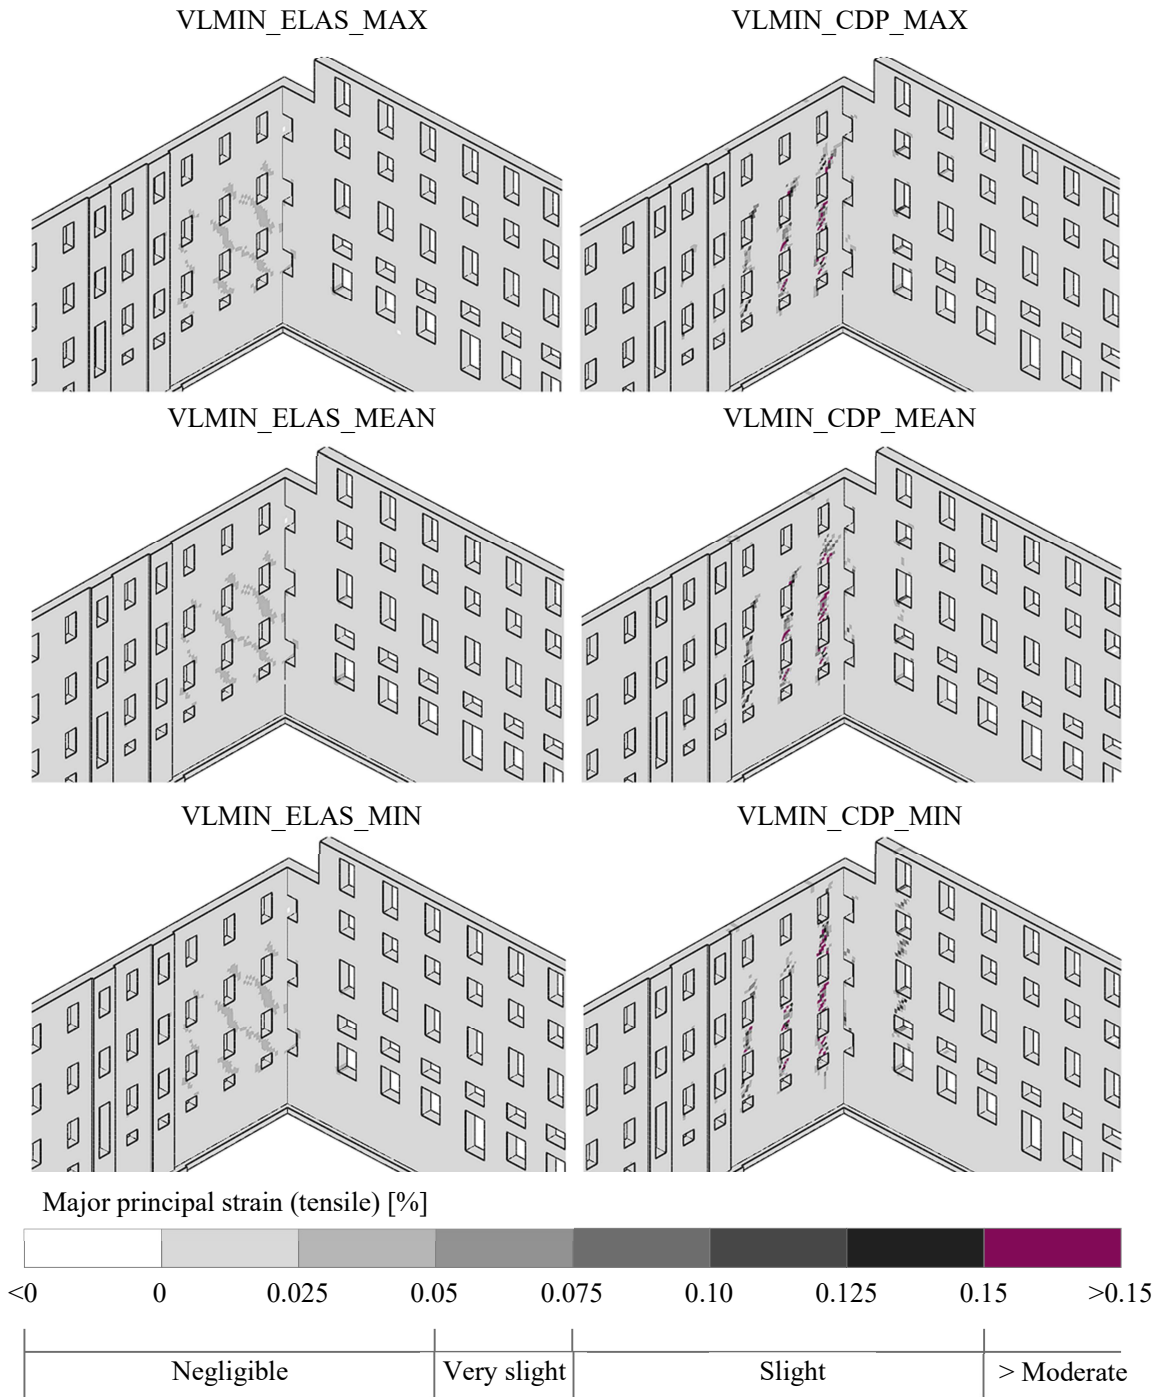 VLMIN_ELAS_MAX
VLMIN_CDP_MAX
VLMIN_ELAS_MEAN
VLMIN_CDP_MEAN
VLMIN_ELAS_MIN
VLMIN_CDP_MIN
Major principal strain (tensile) [%]
<0 0 0.025 0.05 0.075 0.10 0.125 0.15 >0.15
Negligible Very slight Slight > Moderate